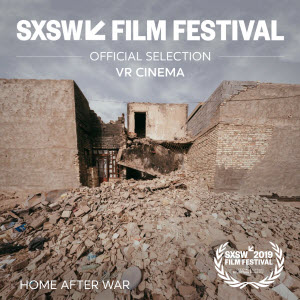 SXSW FILM FESTIVAL
OFFICIAL SELECTION
VR CINEMA
SXSW 2019
FILM FESTIVAL
HOME AFTER WAR